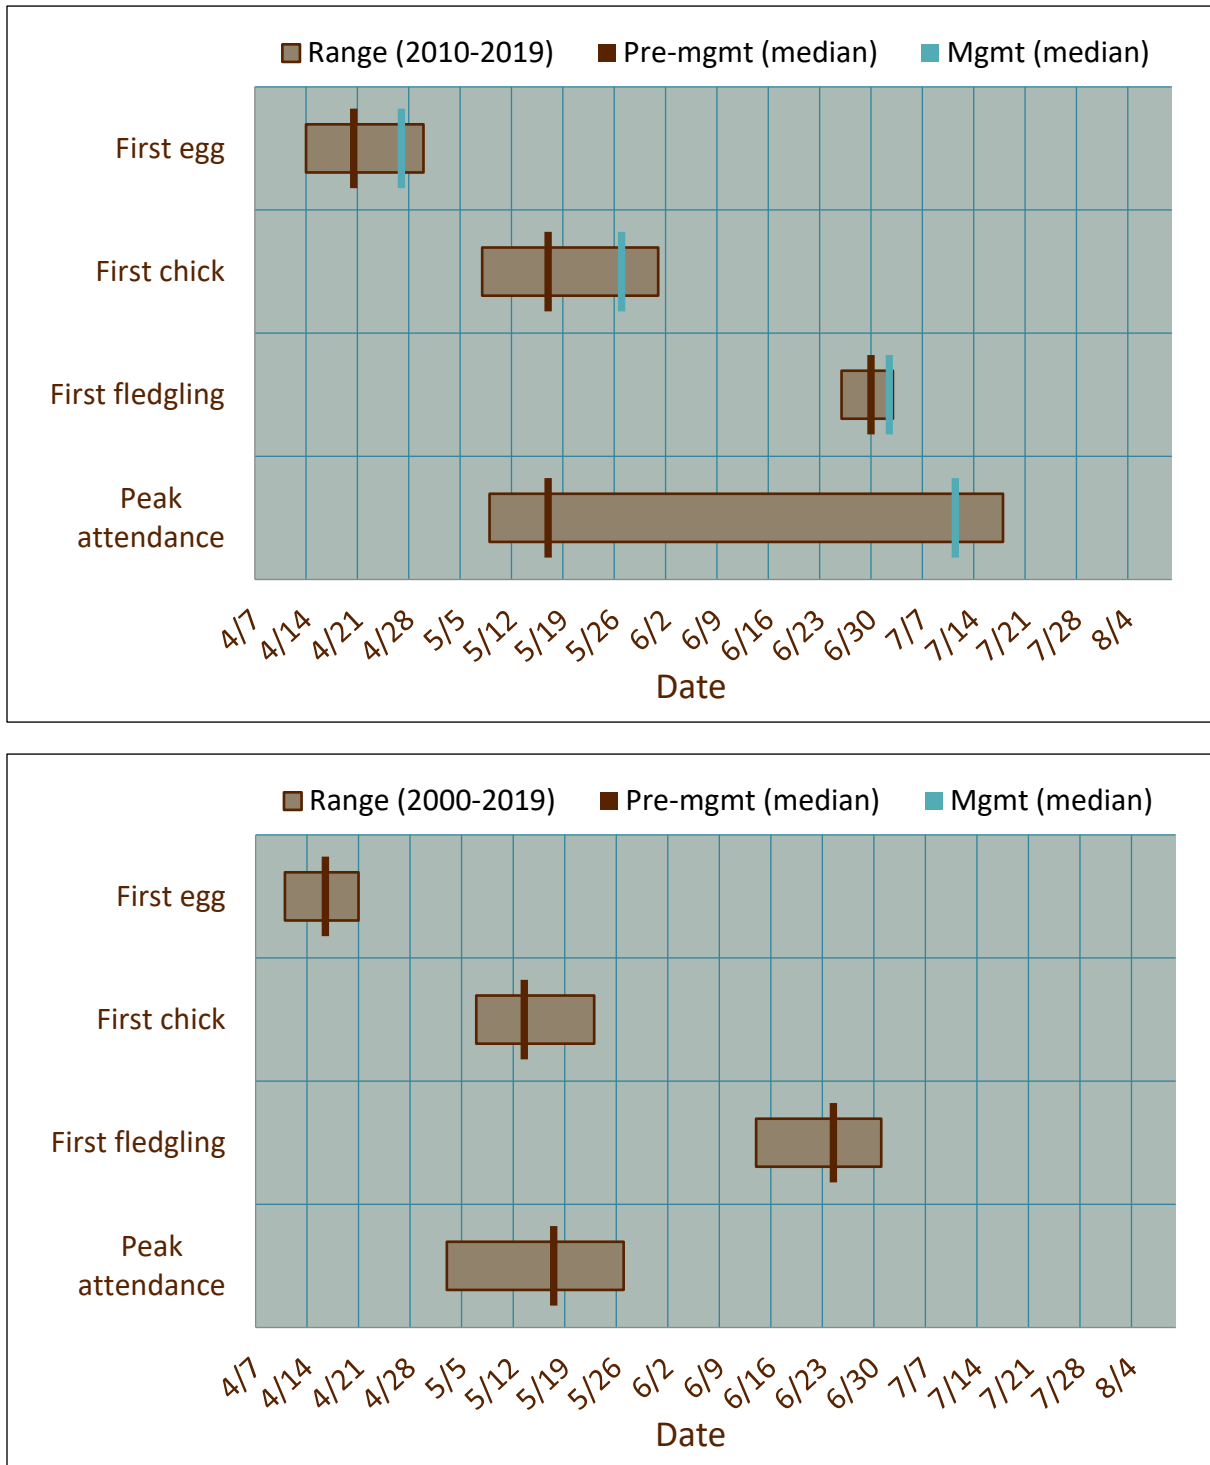 Range (2010-2019) Pre-mgmt (median) Mgmt (median)
First egg
First chick
First fledgling
Peak
attendance
4/7 4/14 4/21 4/28 5/5 5/12 5/19 5/26 6/2 6/9 6/16 6/23 6/30 7/7 7/14 7/21 7/28 8/4
Date
Range (2000-2019) Pre-mgmt (median) Mgmt (median)
First egg
First chick
First fledgling
Peak
attendance
4/7 4/14 4/21 4/28 5/5 5/12 5/19 5/26 6/2 6/9 6/16 6/23 6/30 7/7 7/14 7/21 7/28 8/4
Date